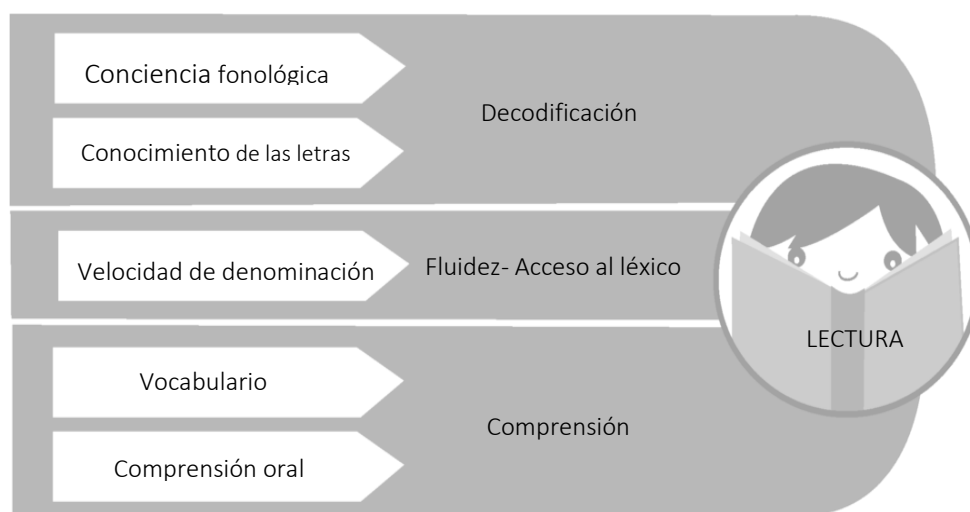 Conciencia fonológica
Decodificación
Conocimiento de las letras
Velocidad de denominación
Fluidez- Acceso al léxico
LECTURA
Vocabulario
Comprensión
Comprensión oral